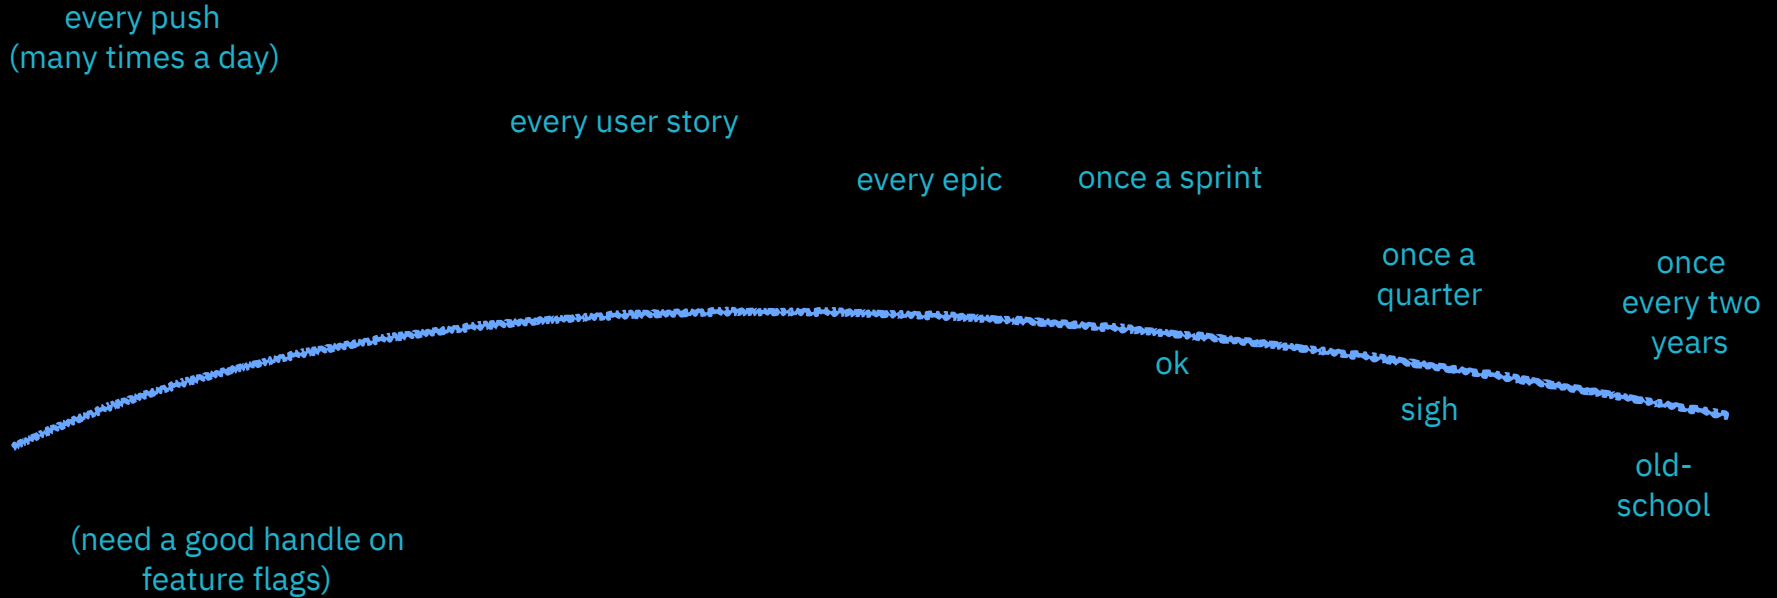 every push
(many times a day)
every user story
every epic
once a sprint
once a
quarter
once
every two
years
ok
sigh
old-
school
(need a good handle on
feature flags)